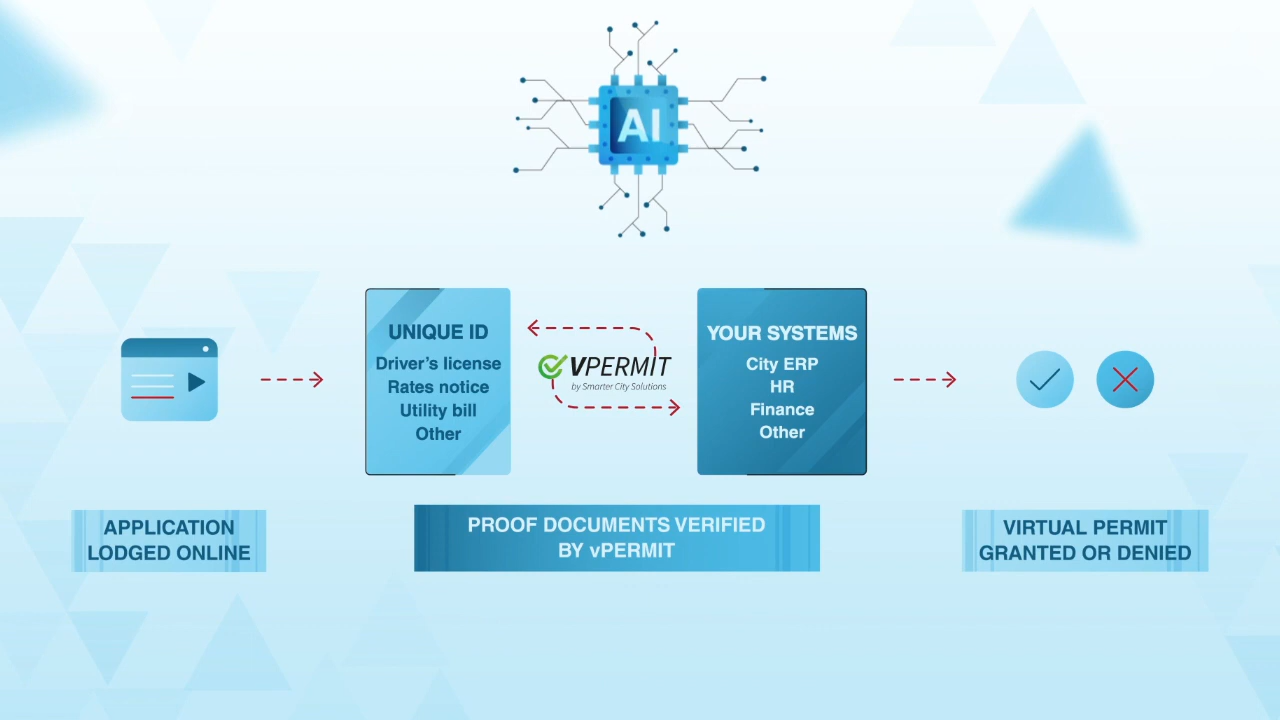 AI
UNIQUE ID
Driver’s license
Rates notice
Utility bill
Other
VPERMIT
by Smarter City Solutions
YOUR SYSTEMS
City ERP
HR
Finance
Other
APPLICATION
LODGED ONLINE
PROOF DOCUMENTS VERIFIED
BY vPERMIT
VIRTUAL PERMIT
GRANTED OR DENIED